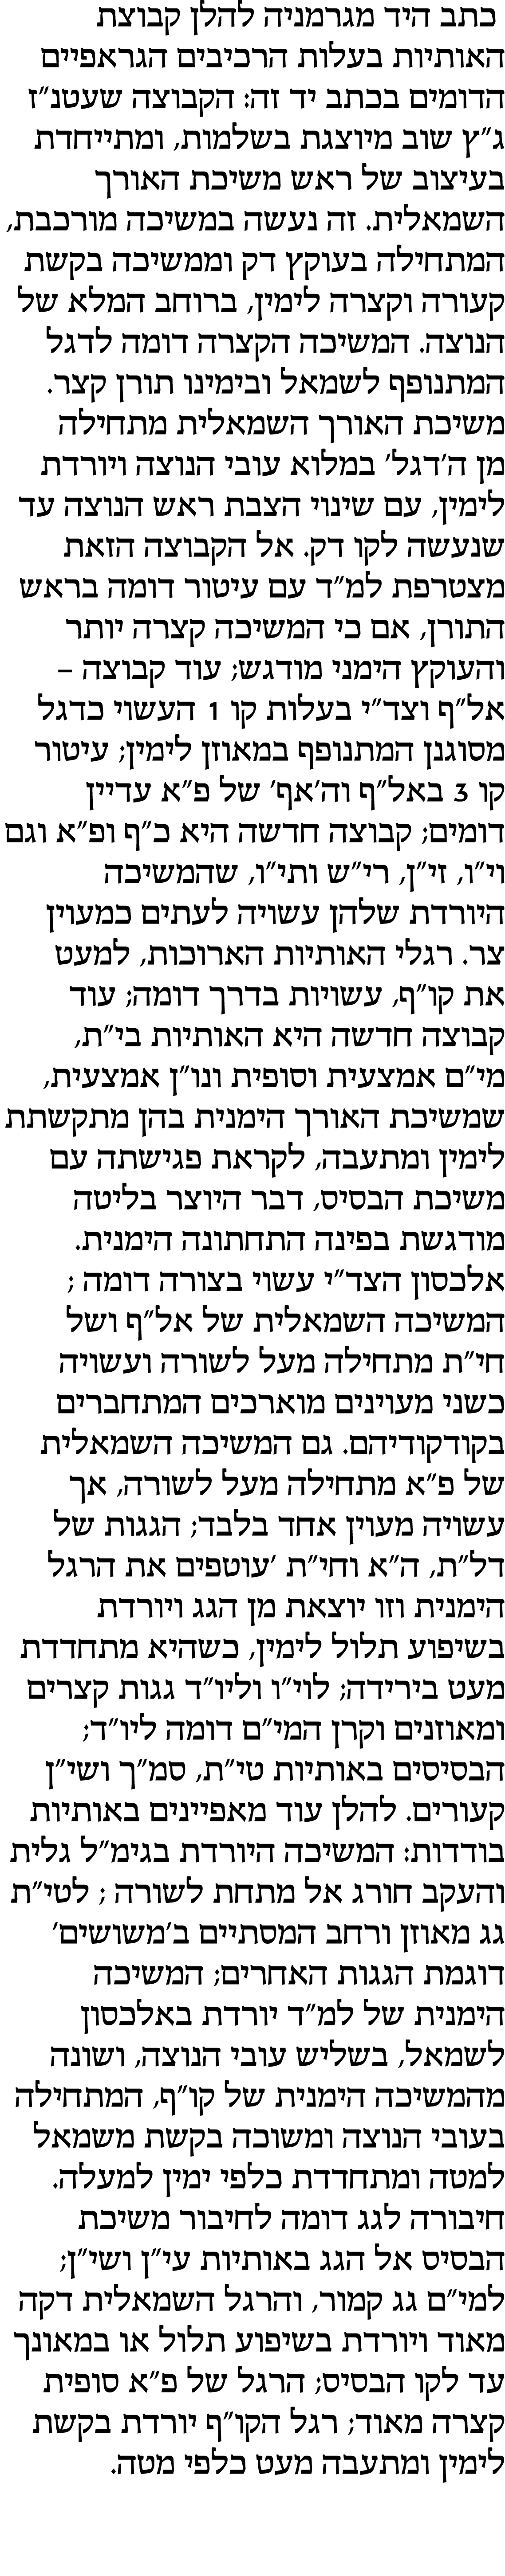 כתב היד מגרמניה להלן קבוצת
האותיות בעלות הרכיבים הגראפיים
הדומים בכתב יד זה: הקבוצה שעטנ"ז
ג"ץ שוב מיוצגת בשלמות, ומתייחדת
בעיצוב של ראש משיכת האורך
השמאלית. זה נעשה במשיכה מורכבת,
המתחילה בעוקץ דק וממשיכה בקשת
קעורה וקצרה לימין, ברוחב המלא של
הנוצה. המשיכה הקצרה דומה לדגל
המתנופף לשמאל ובימינו תורן קצר.
משיכת האורך השמאלית מתחילה
מן ה'דגל' במלוא עובי הנוצה ויורדת
לימין, עם שינוי הצבת ראש הנוצה עד
שנעשה לקו דק. אל הקבוצה הזאת
מצטרפת למ"ד עם עיטור דומה בראש
התורן, אם כי המשיכה קצרה יותר
והעוקץ הימני מודגש; עוד קבוצה –
אל"ף וצד"י בעלות קו 1 העשוי כדגל
מסוגנן המתנופף במאוזן לימין; עיטור
קו 3 באל"ף וה'אף' של פ"א עדיין
דומים; קבוצה חדשה היא כ"ף ופ"א וגם
וי"ו, זי"ן, רי"ש ותי"ו, שהמשיכה
היורדת שלהן עשויה לעתים כמעוין
צר. רגלי האותיות הארוכות, למעט
את קו"ף, עשויות בדרך דומה; עוד
קבוצה חדשה היא האותיות בי"ת,
מי"ם אמצעית וסופית ונו"ן אמצעית,
שמשיכת האורך הימנית בהן מתקשתת
לימין ומתעבה, לקראת פגישתה עם
משיכת הבסיס, דבר היוצר בליטה
מודגשת בפינה התחתונה הימנית.
אלכסון הצד"י עשוי בצורה דומה ;
המשיכה השמאלית של אל"ף ושל
חי"ת מתחילה מעל לשורה ועשויה
כשני מעוינים מוארכים המתחברים
בקודקודיהם. גם המשיכה השמאלית
של פ"א מתחילה מעל לשורה, אך
עשויה מעוין אחד בלבד; הגגות של
דל"ת, ה"א וחי"ת 'עוטפים את הרגל
הימנית וזו יוצאת מן הגג ויורדת
בשיפוע תלול לימין, כשהיא מתחדדת
מעט בירידה; לוי"ו וליו"ד גגות קצרים
ומאוזנים וקרן המי"ם דומה ליו"ד;
הבסיסים באותיות טי"ת, סמ"ך ושי"ן
קעורים. להלן עוד מאפיינים באותיות
בודדות: המשיכה היורדת בגימ"ל גלית
והעקב חורג אל מתחת לשורה ; לטי"ת
גג מאוזן ורחב המסתיים ב'משושים'
דוגמת הגגות האחרים; המשיכה
הימנית של למ"ד יורדת באלכסון
לשמאל, בשליש עובי הנוצה, ושונה
מהמשיכה הימנית של קו"ף, המתחילה
בעובי הנוצה ומשוכה בקשת משמאל
למטה ומתחדדת כלפי ימין למעלה.
חיבורה לגג דומה לחיבור משיכת
הבסיס אל הגג באותיות עי"ן ושי"ן;
למי"ם גג קמור, והרגל השמאלית דקה
מאוד ויורדת בשיפוע תלול או במאונך
עד לקו הבסיס; הרגל של פ"א סופית
קצרה מאוד; רגל הקו"ף יורדת בקשת
לימין ומתעבה מעט כלפי מטה.